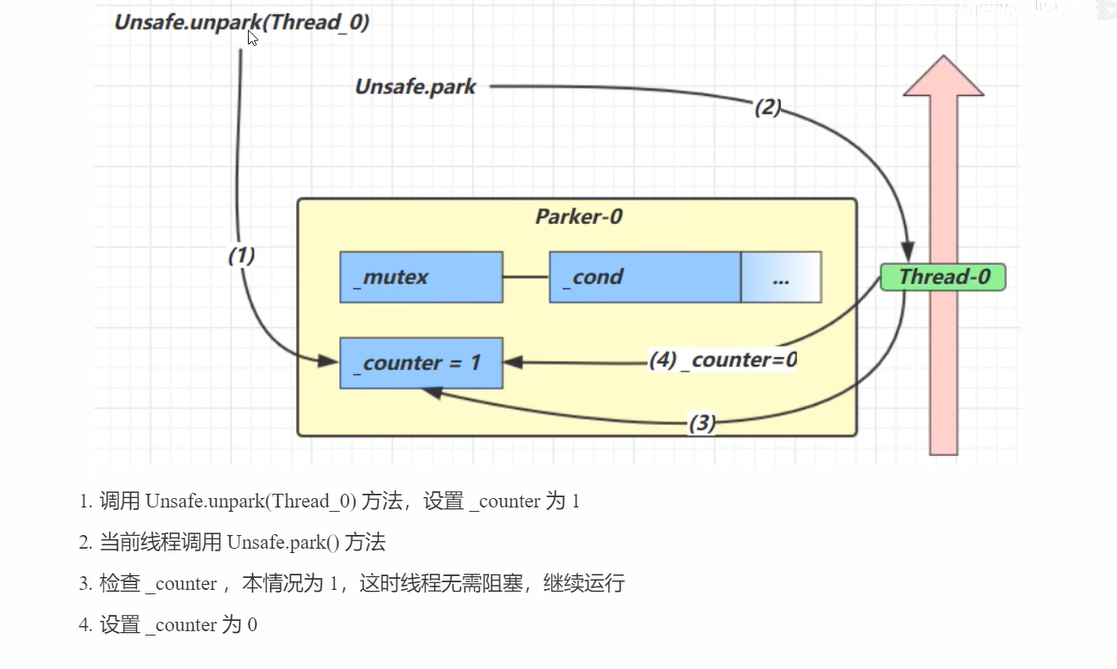 Unsafe.unpark(Thread_0)
Unsafe.park
(2)
Parker-0
(1)
_mutex
_cond
...
Thread-0
_counter = 1
(4) _counter=0
(3)
1. 调用 Unsafe.unpark(Thread_0) 方法，设置 _counter 为 1
2. 当前线程调用 Unsafe.park() 方法
3. 检查 _counter ，本情况为 1，这时线程无需阻塞，继续运行
4. 设置 _counter 为 0